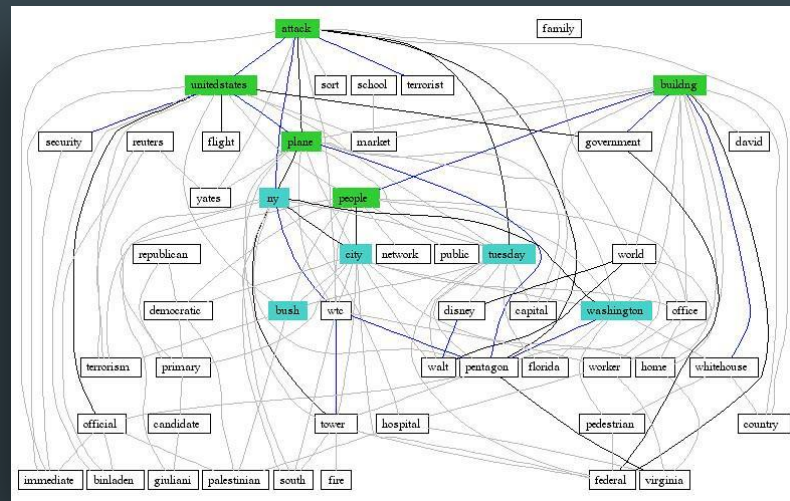 attack
family
unitedstates
sort
school
terrorist
building
security
reuters
flight
plane
market
government
david
yates
ny
people
republican
city
network
public
tuesday
world
democratic
bush
wtc
disney
capital
washington
office
terrorism
primary
walt
pentagon
florida
worker
home
whitehouse
official
candidate
tower
hospital
pedestrian
country
immediate
binladen
giuliani
palestinian
south
fire
federal
virginia